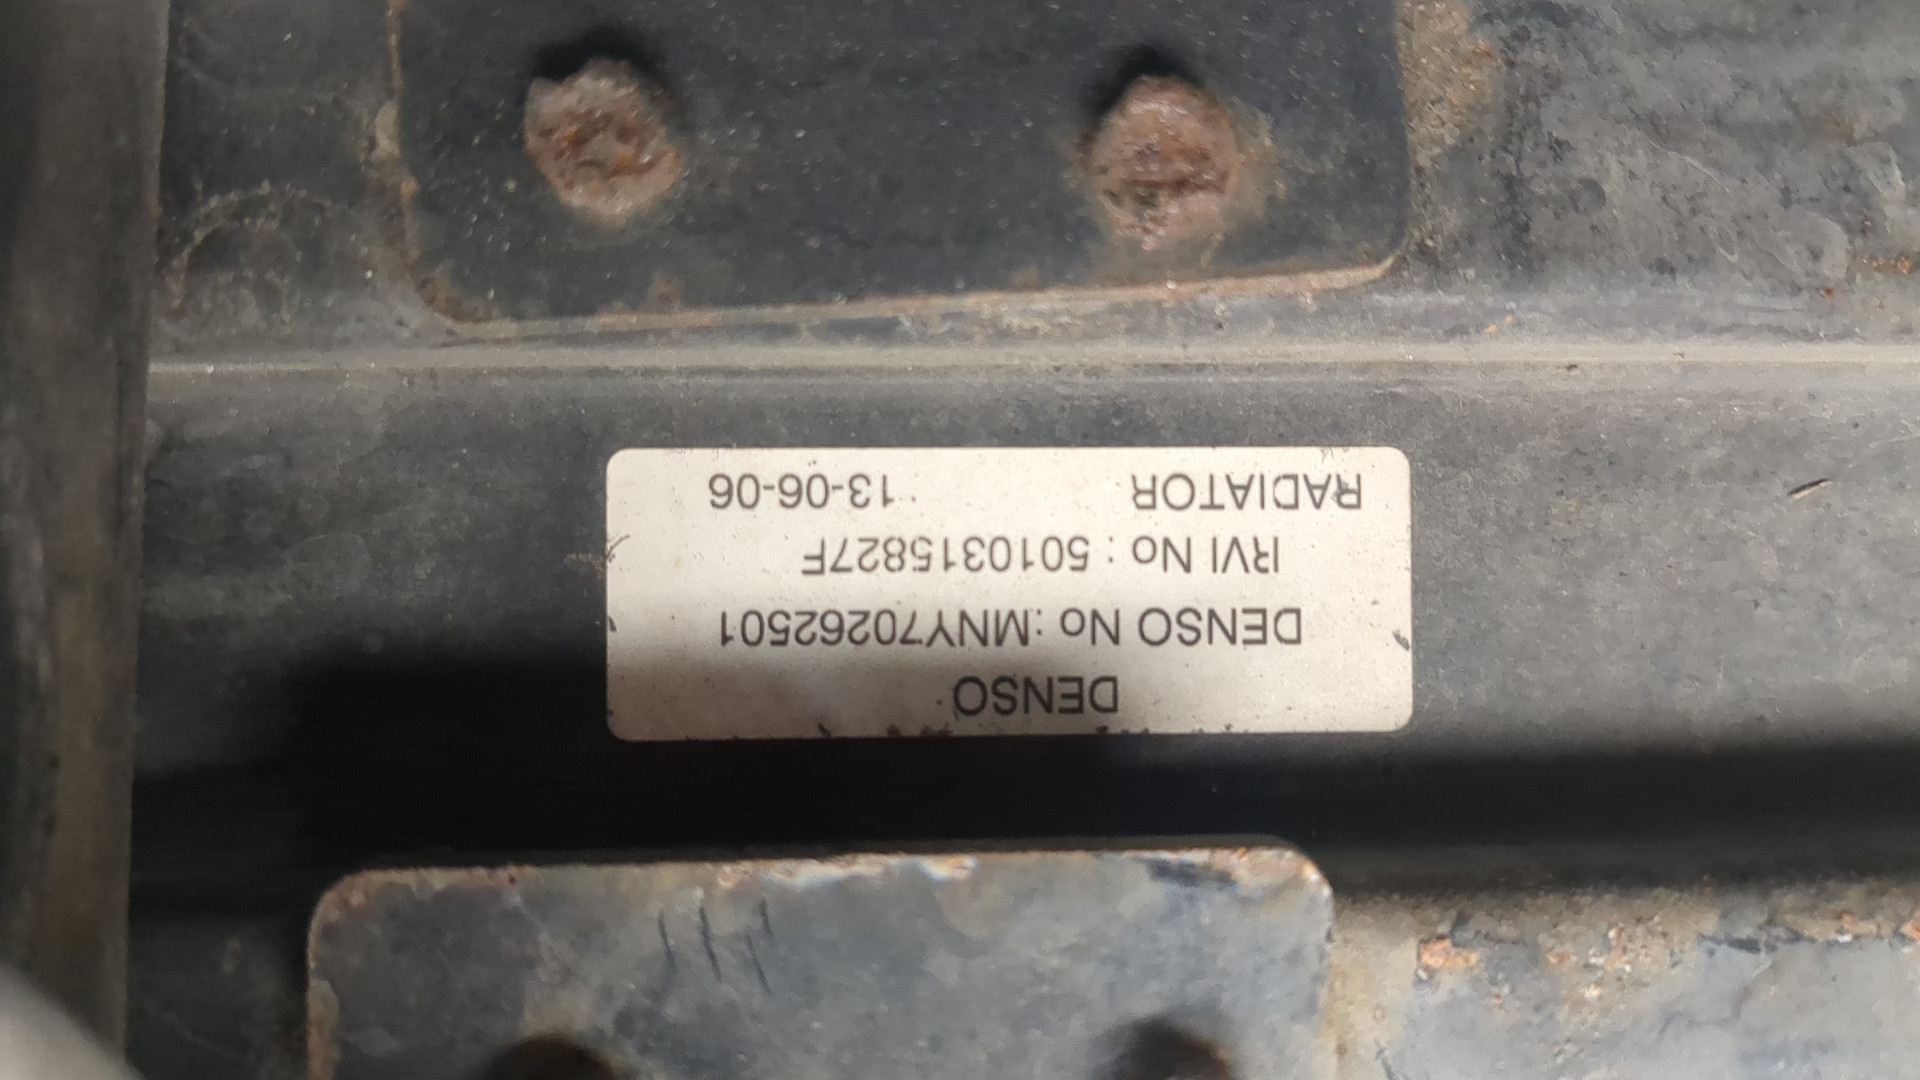 DENSO
DENSO No :MNY70262501
RVI No : 5010315827F
RADIATOR 13-06-06